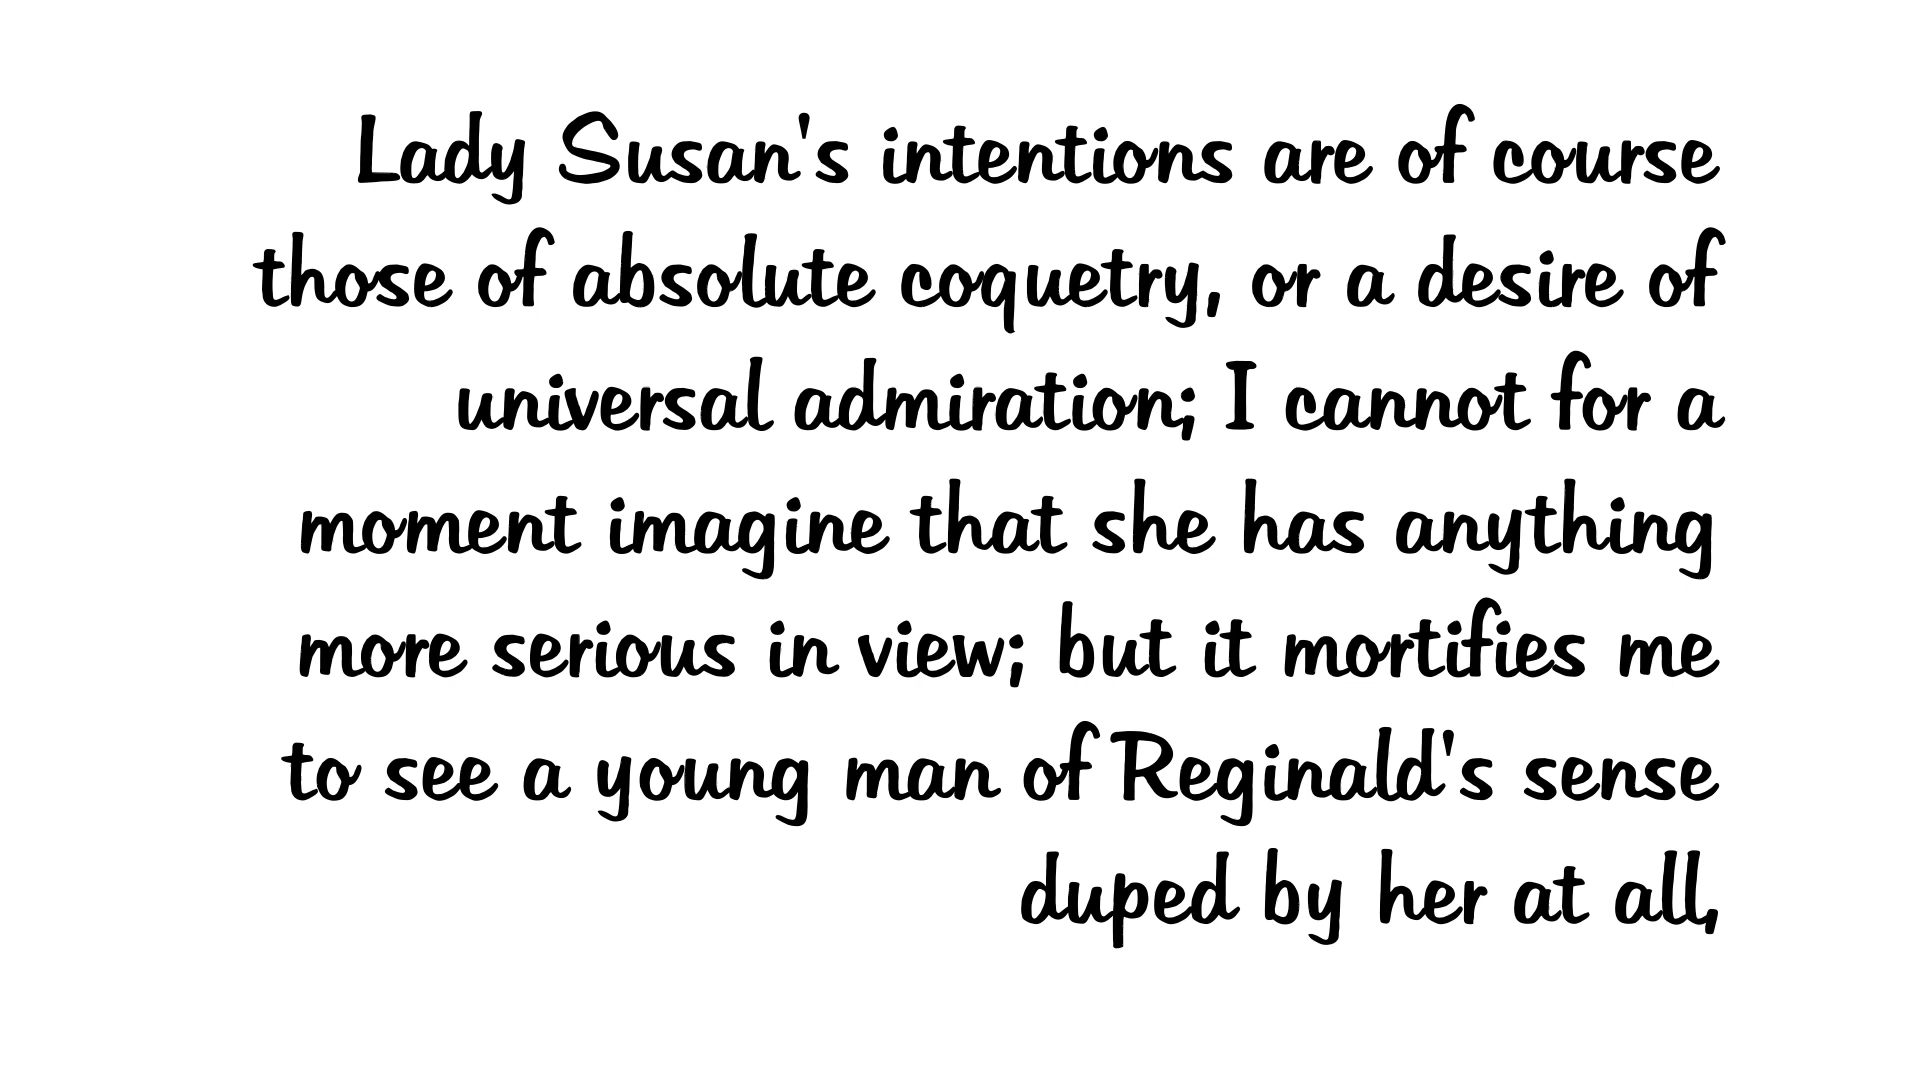 Lady Susan's intentions are of course
those of absolute coquetry, or a desire of
universal admiration; I cannot for a
moment imagine that she has anything
more serious in view; but it mortifies me
to see a young man of Reginald's sense
duped by her at all,